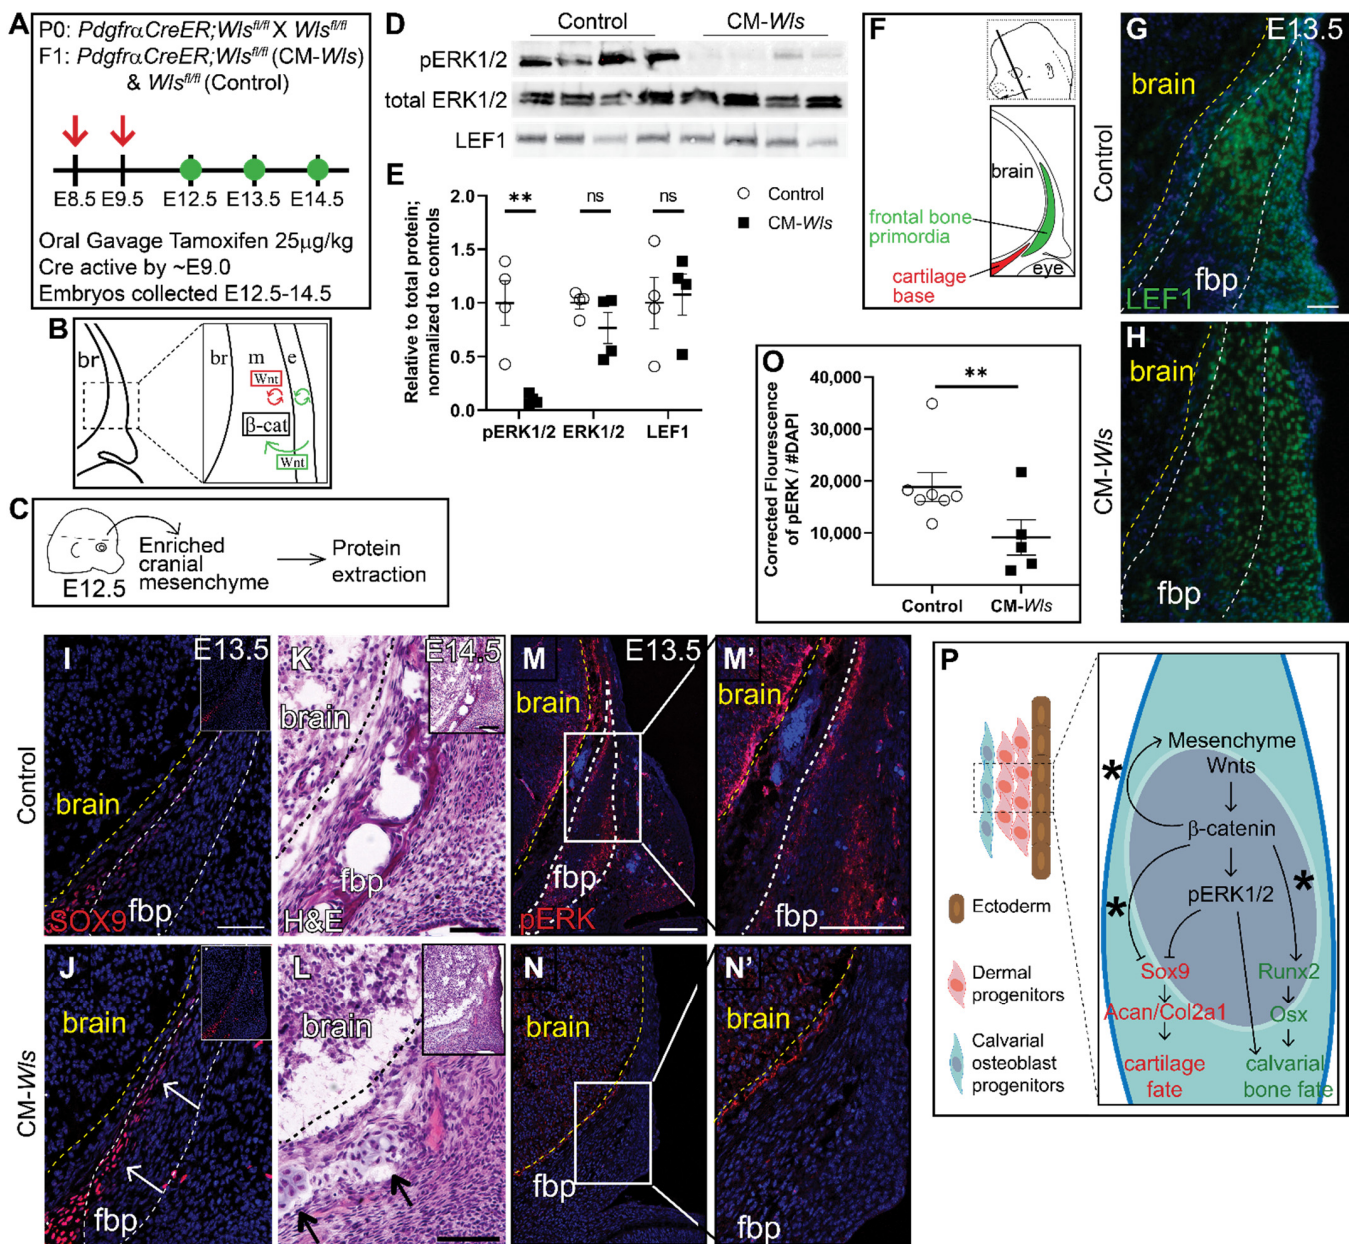 A
P0: PdgfrαCreER;Wls^fl/fl X Wls^fl/fl
F1: PdgfrαCreER;Wls^fl/fl (CM-Wls)
& Wls^fl/fl (Control)
E8.5 E9.5 E12.5 E13.5 E14.5
Oral Gavage Tamoxifen 25μg/kg
Cre active by ~E9.0
Embryos collected E12.5-14.5
B
br
br m e
Wnt
β-cat
Wnt
C
E12.5
Enriched
cranial
mesenchyme
Protein
extraction
D
Control CM-Wls
pERK1/2
total ERK1/2
LEF1
E
Relative to total protein;
normalized to controls
2.0
1.5
1.0
0.5
0.0
** ns ns
Control
CM-Wls
pERK1/2 ERK1/2 LEF1
F
brain
frontal bone
primordia
cartilage
base
eye
G
E13.5
Control
brain
fbp
LEF1
H
CM-Wls
brain
fbp
O
Corrected Flourescence
of pERK / #DAPI
40,000
30,000
20,000
10,000
**
Control CM-Wls
Control
I
E13.5
brain
fbp
SOX9
K
E14.5
brain
fbp
H&E
M
E13.5
brain
fbp
pERK
M'
brain
fbp
CM-Wls
J
brain
fbp
L
brain
N
brain
fbp
N'
brain
fbp
P
Ectoderm
Dermal
progenitors
Calvarial
osteoblast
progenitors
Mesenchyme
Wnts
*
β-catenin
*
*
pERK1/2
Sox9 Runx2
Acan/Col2a1 Osx
cartilage calvarial
fate bone fate